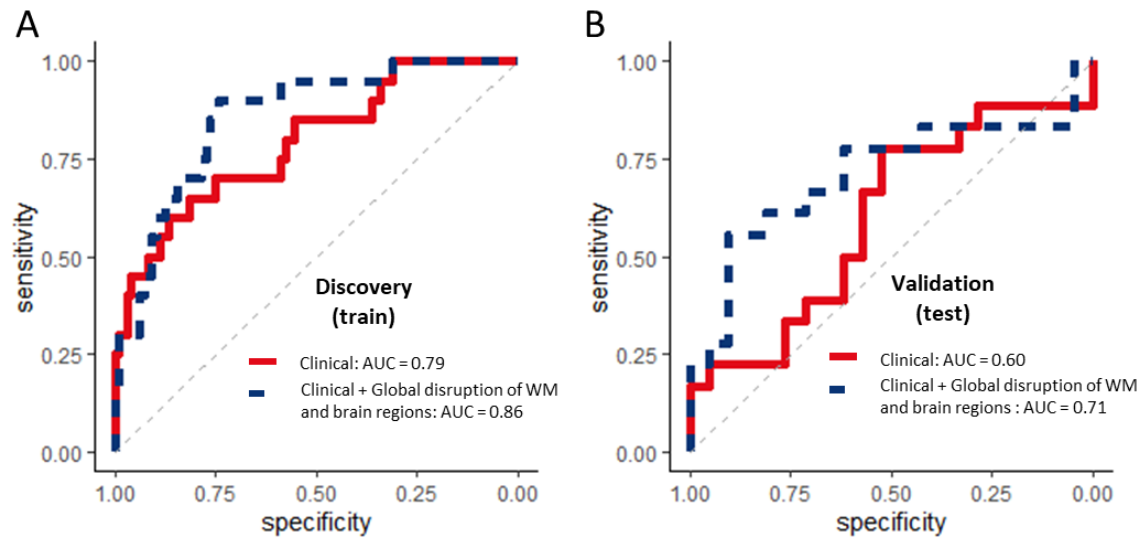 A
sensitivity
1.00
0.75
0.50
0.25
0.00
Discovery
(train)
Clinical: AUC = 0.79
Clinical + Global disruption of WM
and brain regions: AUC = 0.86
1.00 0.75 0.50 0.25 0.00
specificity
B
sensitivity
1.00
0.75
0.50
0.25
0.00
Validation
(test)
Clinical: AUC = 0.60
Clinical + Global disruption of WM
and brain regions : AUC = 0.71
1.00 0.75 0.50 0.25 0.00
specificity